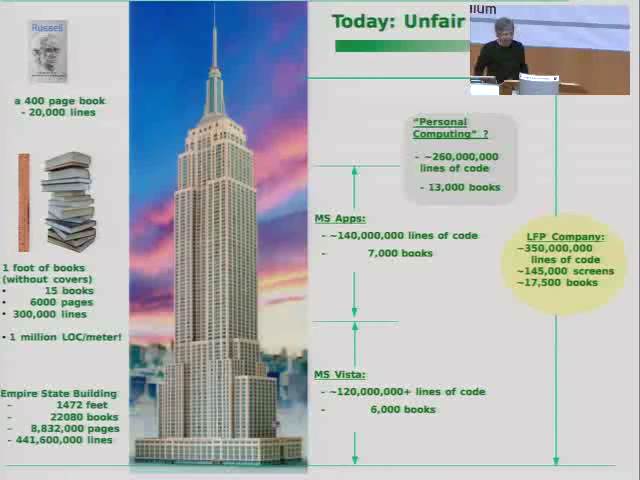 Today: Unfair
ium
Russell
a 400 page book
- 20,000 lines
"Personal
Computing" ?
- ~260,000,000
lines of code
- 13,000 books
MS Apps:
- ~140,000,000 lines of code
- 7,000 books
LFP Company:
~350,000,000
lines of code
~145,000 screens
~17,500 books
1 foot of books
(without covers)
• 15 books
• 6000 pages
• 300,000 lines
• 1 million LOC/meter!
MS Vista:
- ~120,000,000+ lines of code
- 6,000 books
Empire State Building
- 1472 feet
- 22080 books
- 8,832,000 pages
- 441,600,000 lines